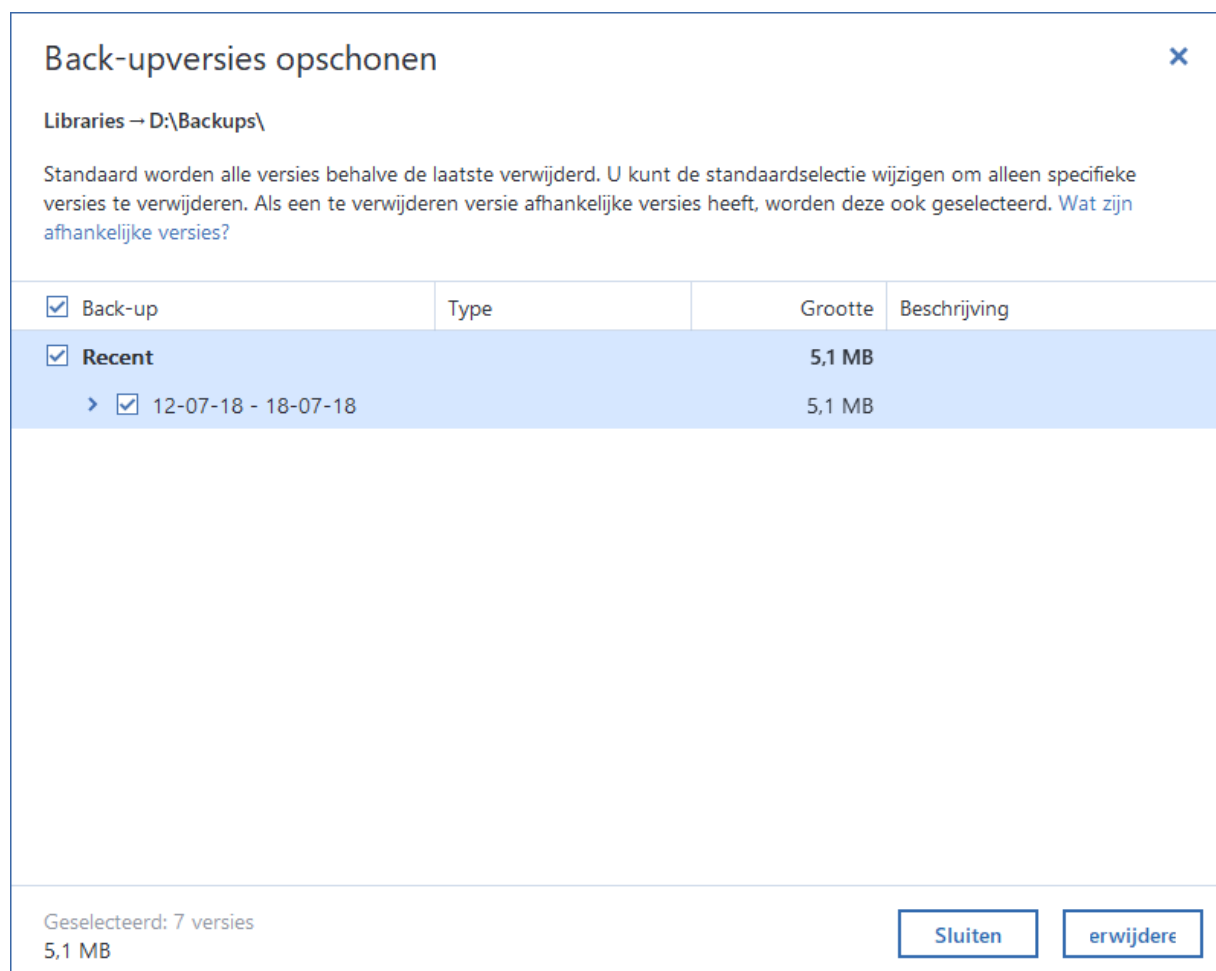 Back-upversies opschonen
Libraries → D:\Backups\
Standaard worden alle versies behalve de laatste verwijderd. U kunt de standaardselectie wijzigen om alleen specifieke
versies te verwijderen. Als een te verwijderen versie afhankelijke versies heeft, worden deze ook geselecteerd. Wat zijn
afhankelijke versies?
Back-up Type Grootte Beschrijving
Recent 5,1 MB
12-07-18 - 18-07-18 5,1 MB
Geselecteerd: 7 versies
5,1 MB
Sluiten erwijdere